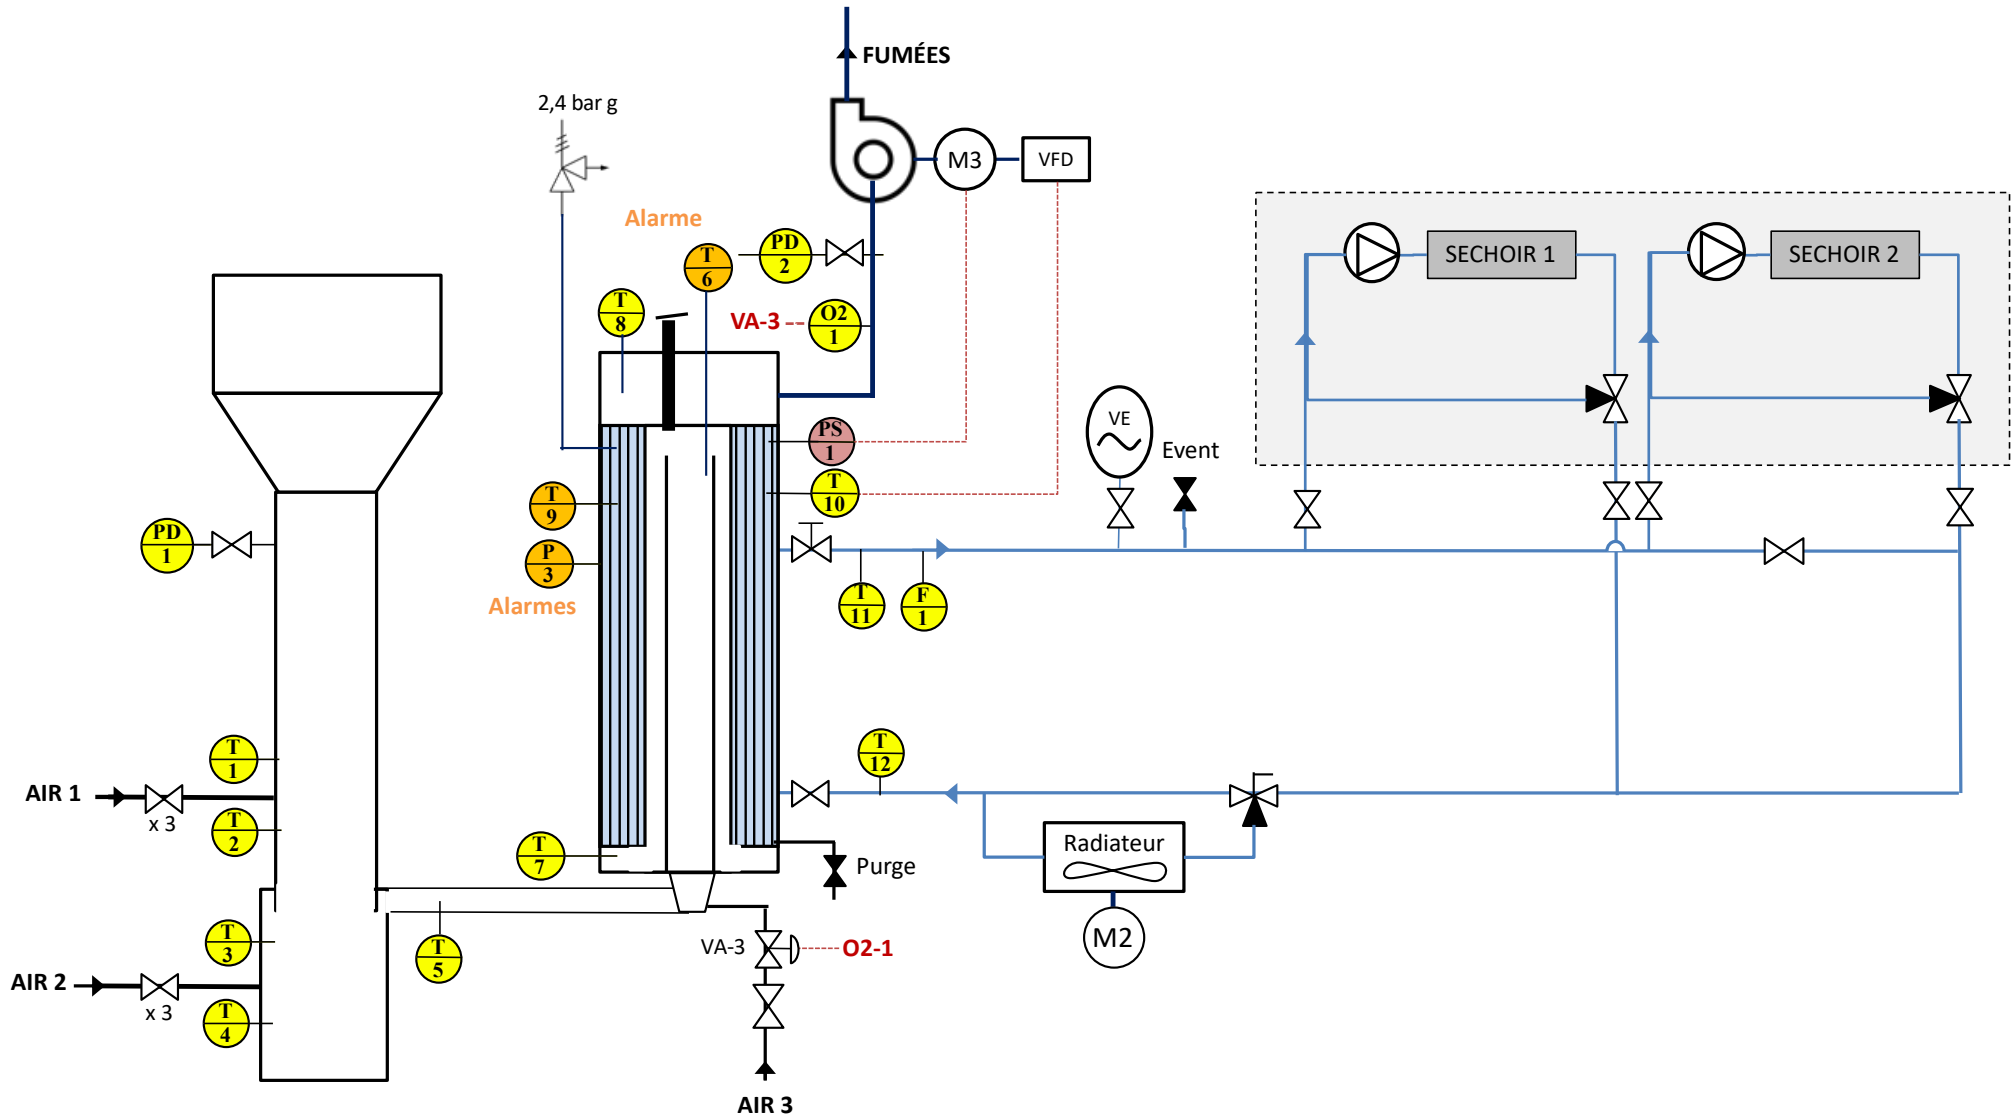 FUMÉES
2,4 bar g
M3
VFD
Alarme
T
6
PD
2
T
8
VA-3
O2
1
SECHOIR 1
SECHOIR 2
VE
Event
PS
1
T
9
T
10
PD
1
P
3
Alarmes
T
11
F
1
T
1
T
12
AIR 1
x 3
T
2
T
7
Radiateur
Purge
T
3
T
5
VA-3
O2-1
M2
AIR 2
x 3
T
4
AIR 3